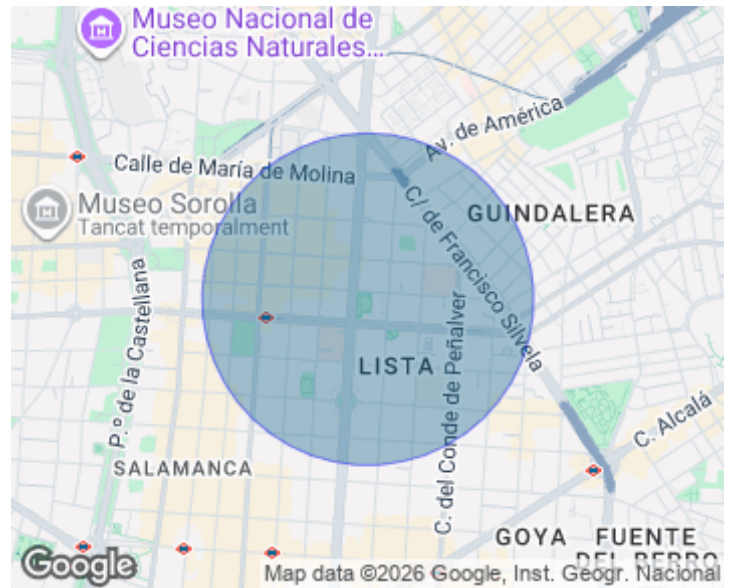 Museo Nacional de
Ciencias Naturales...
Av. de América
Calle de María de Molina
Museo Sorolla
Tancat temporalment
C/ de Francisco Silvela
GUINDALERA
P.º de la Castellana
LISTA
C. del Conde de Peñalver
C. Alcalá
SALAMANCA
GOYA
FUENTE
DEL BERRO
Google
Map data ©2026 Google, Inst. Geogr. Nacional